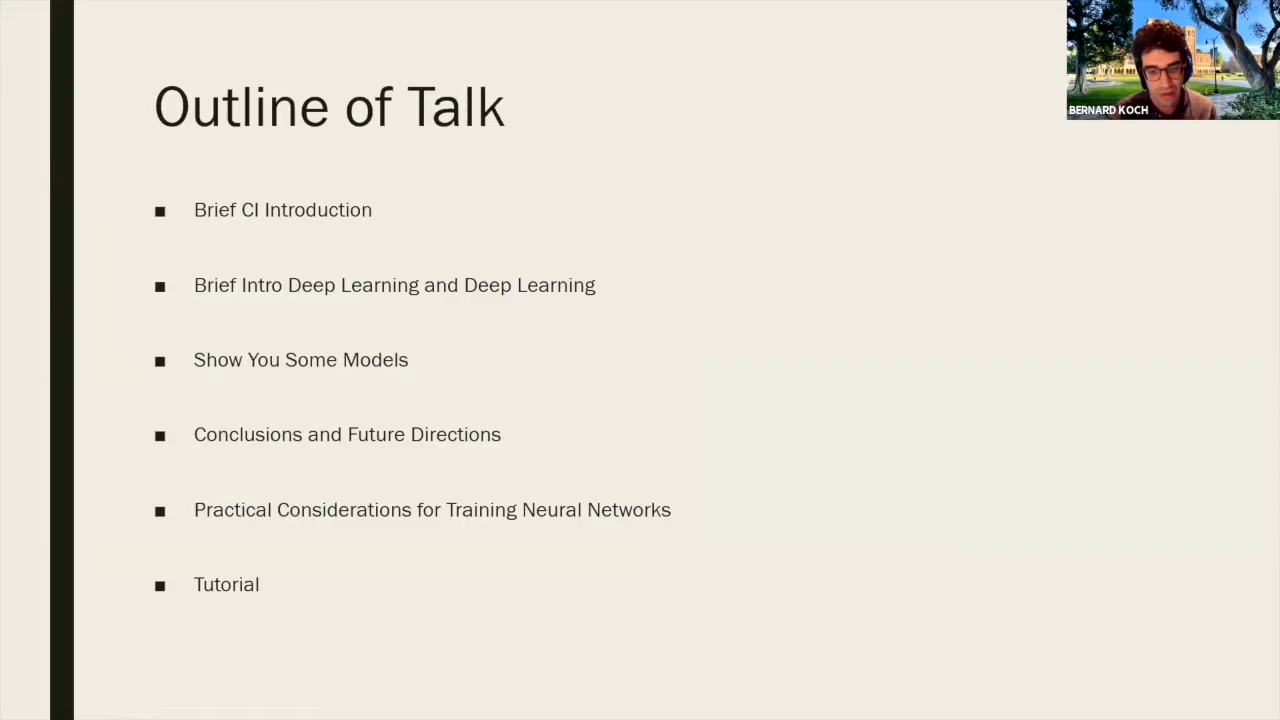 Outline of Talk
BERNARD KOCH
■ Brief CI Introduction
■ Brief Intro Deep Learning and Deep Learning
■ Show You Some Models
■ Conclusions and Future Directions
■ Practical Considerations for Training Neural Networks
■ Tutorial